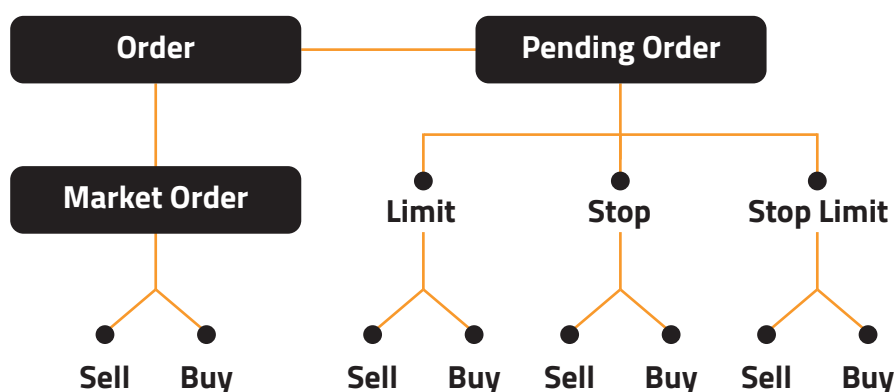 Order
Pending Order
Market Order
Limit
Stop
Stop Limit
Sell
Buy
Sell
Buy
Sell
Buy
Sell
Buy